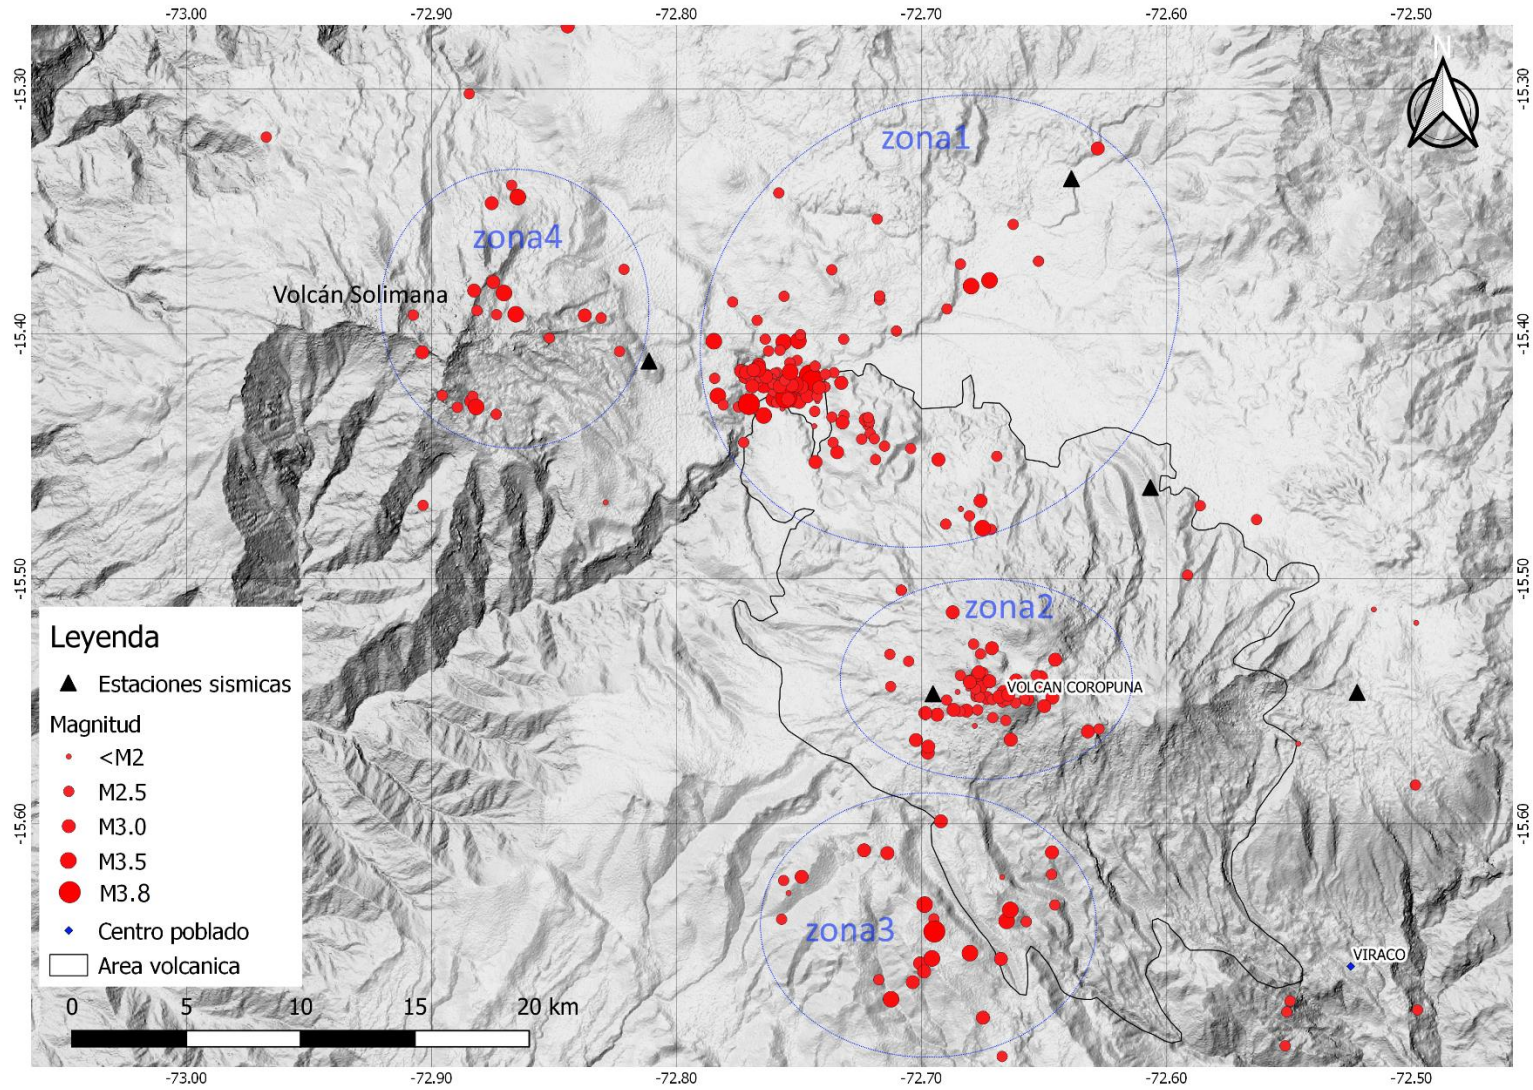 -73.00 -72.90 -72.80 -72.70 -72.60 -72.50
N
-15.30 -15.30
zona1
zona4
Volcán Solimana
-15.40 -15.40
-15.50 -15.50
zona2
VOLCAN COROPUNA
-15.60 -15.60
zona3
VIRACO
Leyenda
Estaciones sismicas
Magnitud
<M2
M2.5
M3.0
M3.5
M3.8
Centro poblado
Area volcanica
0 5 10 15 20 km
-73.00 -72.90 -72.80 -72.70 -72.60 -72.50